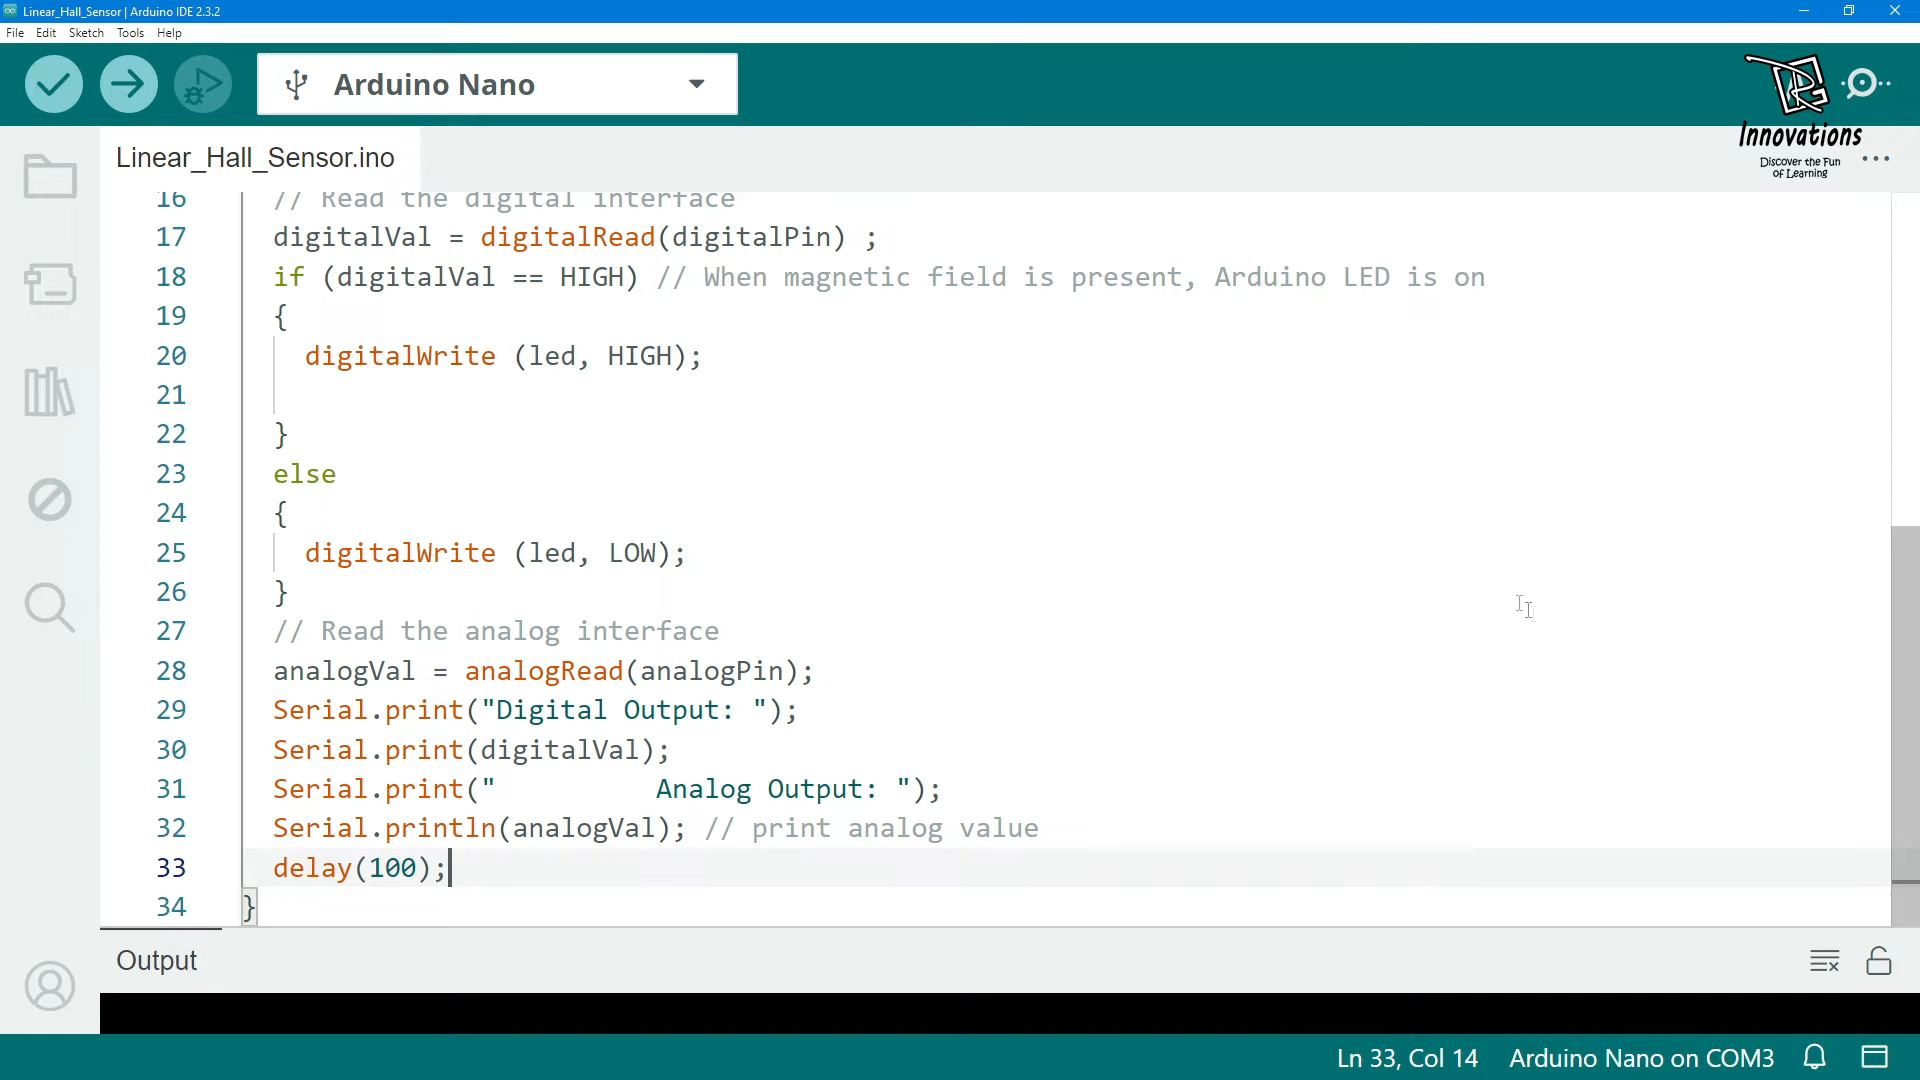 Linear_Hall_Sensor | Arduino IDE 2.3.2
File Edit Sketch Tools Help
Arduino Nano
Innovations
Discover the Fun
of Learning
Linear_Hall_Sensor.ino
16 // Read the digital interface
17 digitalVal = digitalRead(digitalPin) ;
18 if (digitalVal == HIGH) // When magnetic field is present, Arduino LED is on
19 {
20 digitalWrite (led, HIGH);
21
22 }
23 else
24 {
25 digitalWrite (led, LOW);
26 }
27 // Read the analog interface
28 analogVal = analogRead(analogPin);
29 Serial.print("Digital Output: ");
30 Serial.print(digitalVal);
31 Serial.print("          Analog Output: ");
32 Serial.println(analogVal); // print analog value
33 delay(100);
34 }
Output
Ln 33, Col 14 Arduino Nano on COM3